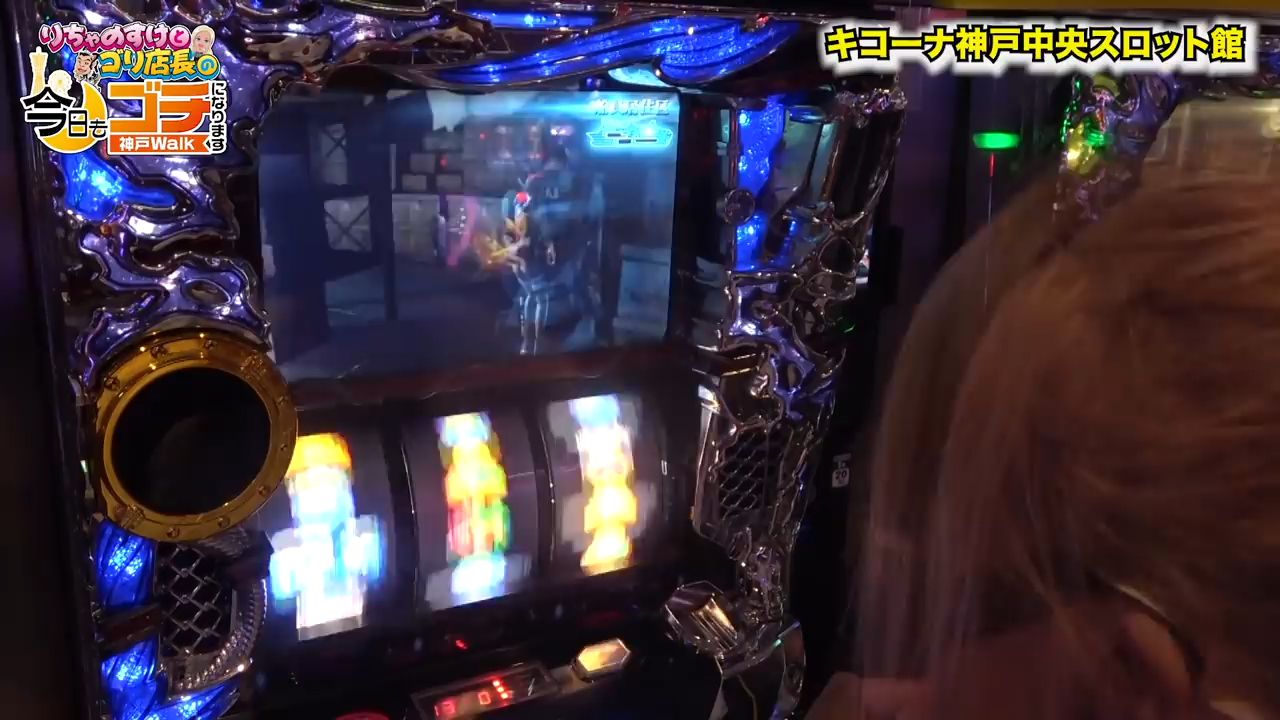 りちゃのすけと
ゴリ店長の
今日も
ゴチ
になります
神戸Walk
キコーナ神戸中央スロット館